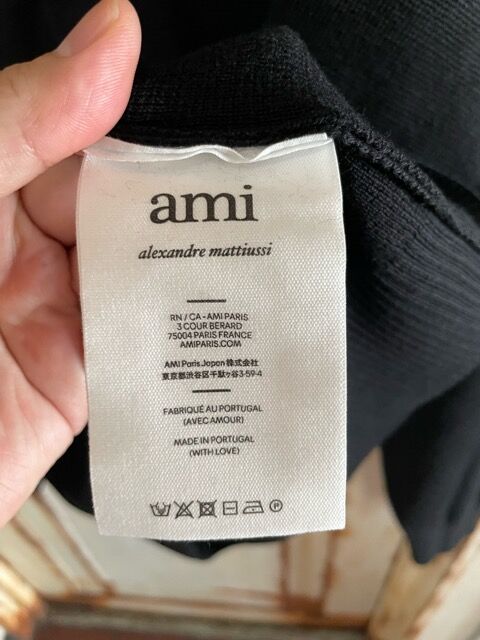 ami
alexandre mattiussi
RN / CA - AMI PARIS
3 COUR BERARD
75004 PARIS FRANCE
AMIPARIS.COM
AMI Paris Japan 株式会社
東京都渋谷区千駄ヶ谷3-59-4
FABRIQUÉ AU PORTUGAL
(AVEC AMOUR)
MADE IN PORTUGAL
(WITH LOVE)
P